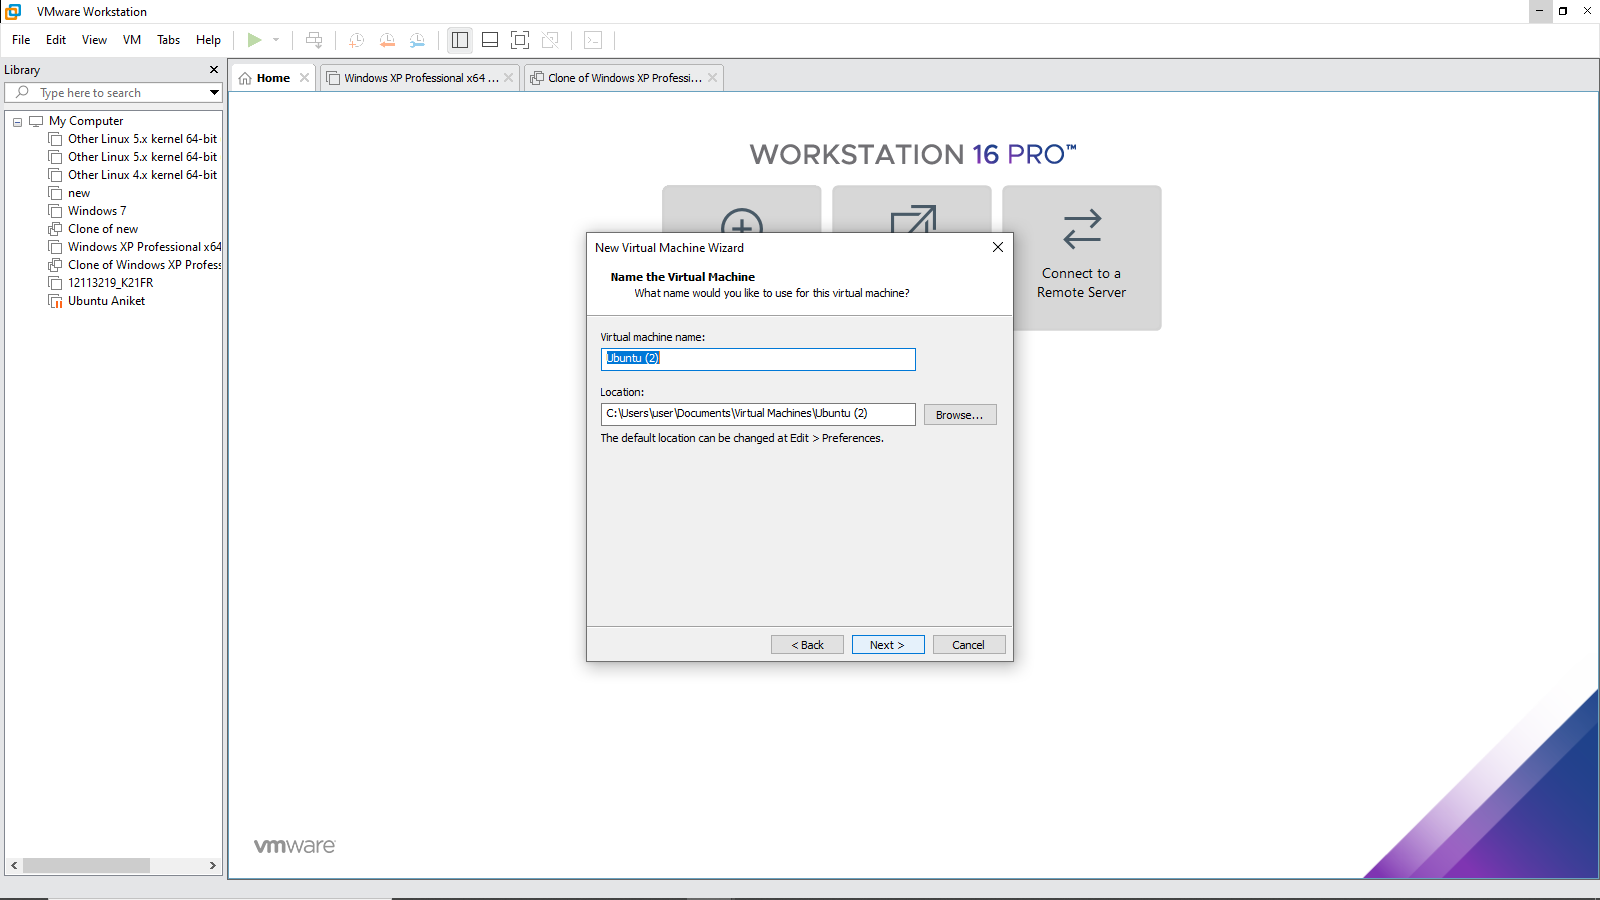 VMware Workstation
File Edit View VM Tabs Help
Library
Type here to search
My Computer
Other Linux 5.x kernel 64-bit
Other Linux 5.x kernel 64-bit
Other Linux 4.x kernel 64-bit
new
Windows 7
Clone of new
Windows XP Professional x64
Clone of Windows XP Profess
12113219_K21FR
Ubuntu Aniket
Home
Windows XP Professional x64 ...
Clone of Windows XP Professi...
WORKSTATION 16 PRO™
Connect to a
Remote Server
New Virtual Machine Wizard
Name the Virtual Machine
What name would you like to use for this virtual machine?
Virtual machine name:
Ubuntu (2)
Location:
C:\Users\user\Documents\Virtual Machines\Ubuntu (2)
Browse...
The default location can be changed at Edit > Preferences.
< Back
Next >
Cancel
vmware